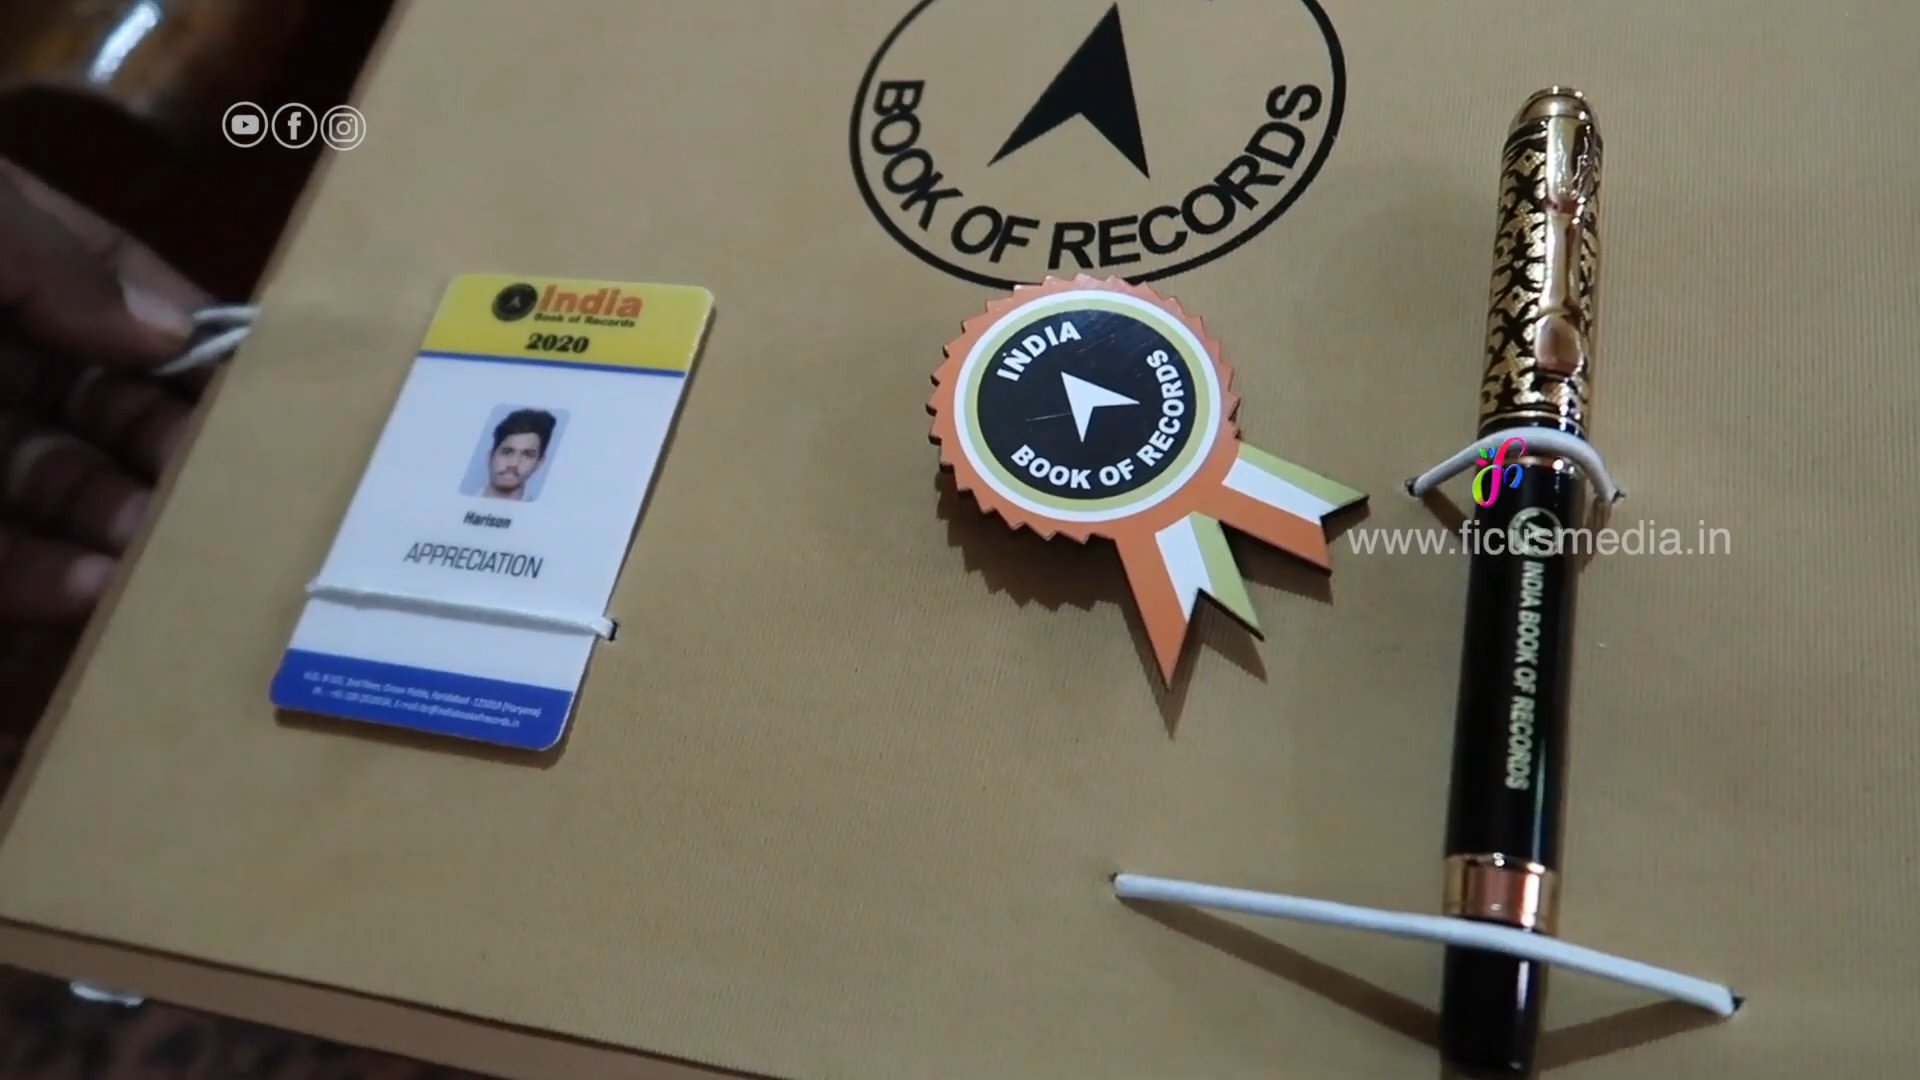 BOOK OF RECORDS
India
Book of Records
2020
Harison
APPRECIATION
INDIA
BOOK OF RECORDS
www.ficusmedia.in
INDIA BOOK OF RECORDS